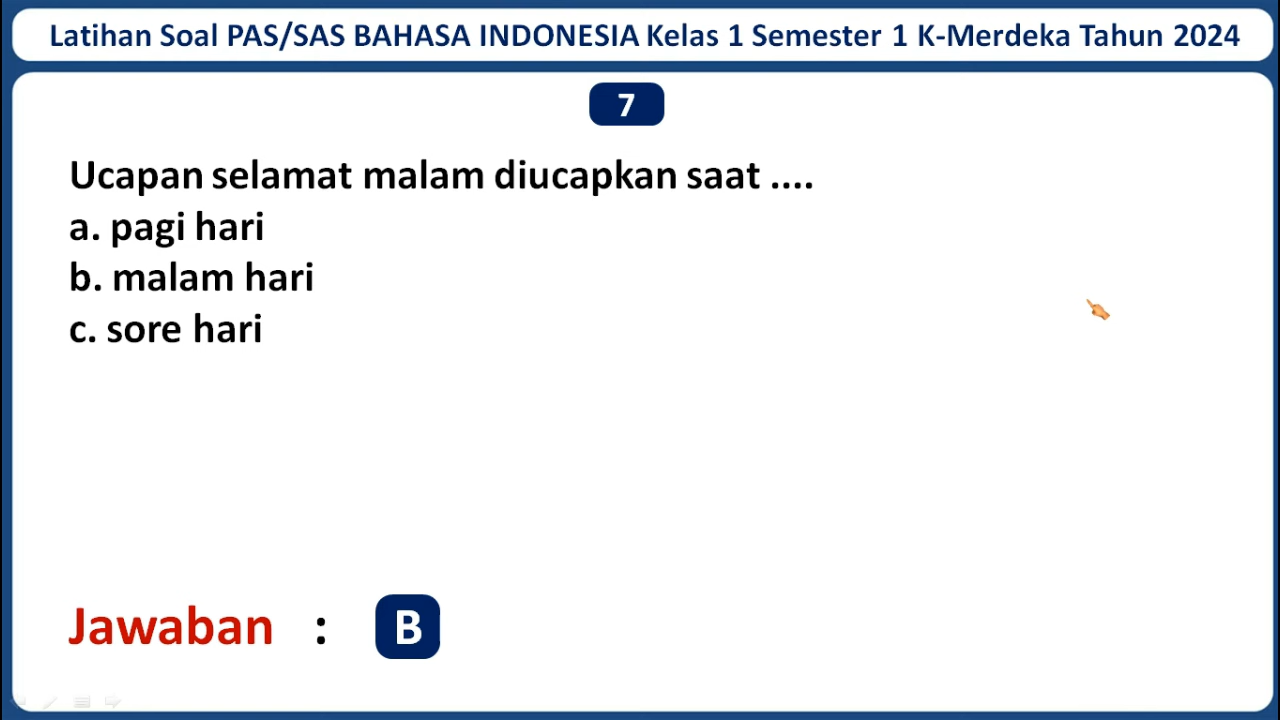 Latihan Soal PAS/SAS BAHASA INDONESIA Kelas 1 Semester 1 K-Merdeka Tahun 2024
7
Ucapan selamat malam diucapkan saat ....
a. pagi hari
b. malam hari
c. sore hari
Jawaban : B